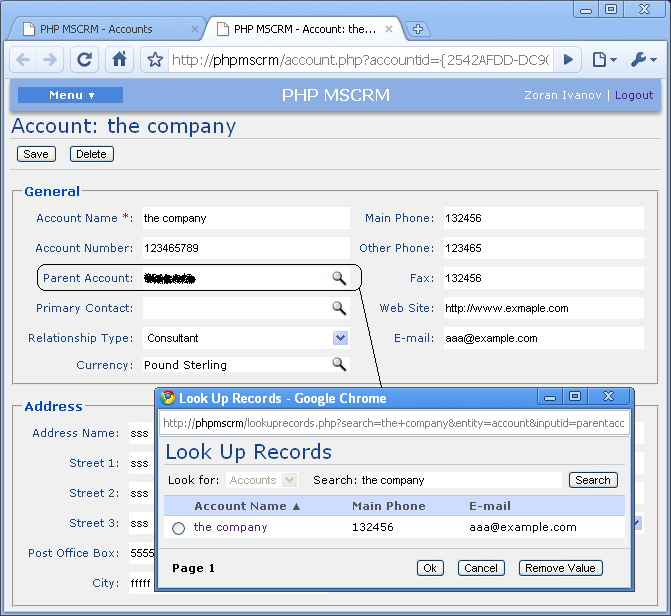 PHP MSCRM - Accounts
PHP MSCRM - Account: the...
http://phpmscrm/account.php?accountid={2542AFDD-DC90
Menu ▼
PHP MSCRM
Zoran Ivanov | Logout
Account: the company
Save Delete
General
Account Name *: the company Main Phone: 132456
Account Number: 123465789 Other Phone: 123465
Parent Account: Fax: 132456
Primary Contact: Web Site: http://www.exmaple.com
Relationship Type: Consultant E-mail: aaa@example.com
Currency: Pound Sterling
Address
Address Name: sss
Street 1: sss
Street 2: sss
Street 3: sss
Post Office Box: 5555
City: fffff
Look Up Records - Google Chrome
http://phpmscrm/lookuprecords.php?search=the+company&entity=account&inputid=parentacc
Look Up Records
Look for: Accounts Search: the company Search
Account Name ▲ Main Phone E-mail
the company 132456 aaa@example.com
Page 1 Ok Cancel Remove Value